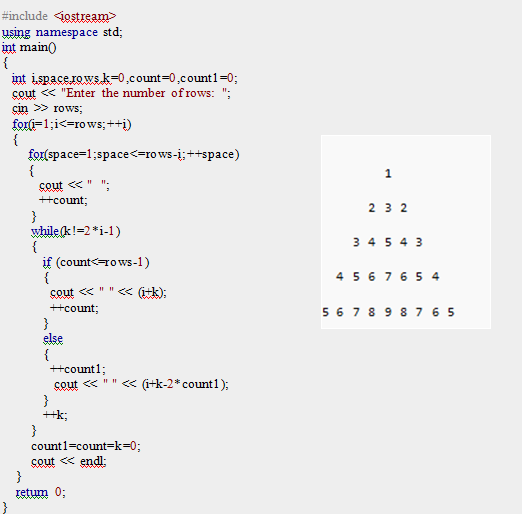 #include <iostream>
using namespace std;
int main()
{
int i,space,rows,k=0,count=0,count1=0;
cout << "Enter the number of rows: ";
cin >> rows;
for(i=1;i<=rows;++i)
{
for(space=1;space<=rows-i;++space)
{
cout << "  ";
++count;
}
while(k!=2*i-1)
{
if (count<=rows-1)
{
cout << " " << (i+k);
++count;
}
else
{
++count1;
cout << " " << (i+k-2*count1);
}
++k;
}
count1=count=k=0;
cout << endl;
}
return 0;
}
1
2 3 2
3 4 5 4 3
4 5 6 7 6 5 4
5 6 7 8 9 8 7 6 5